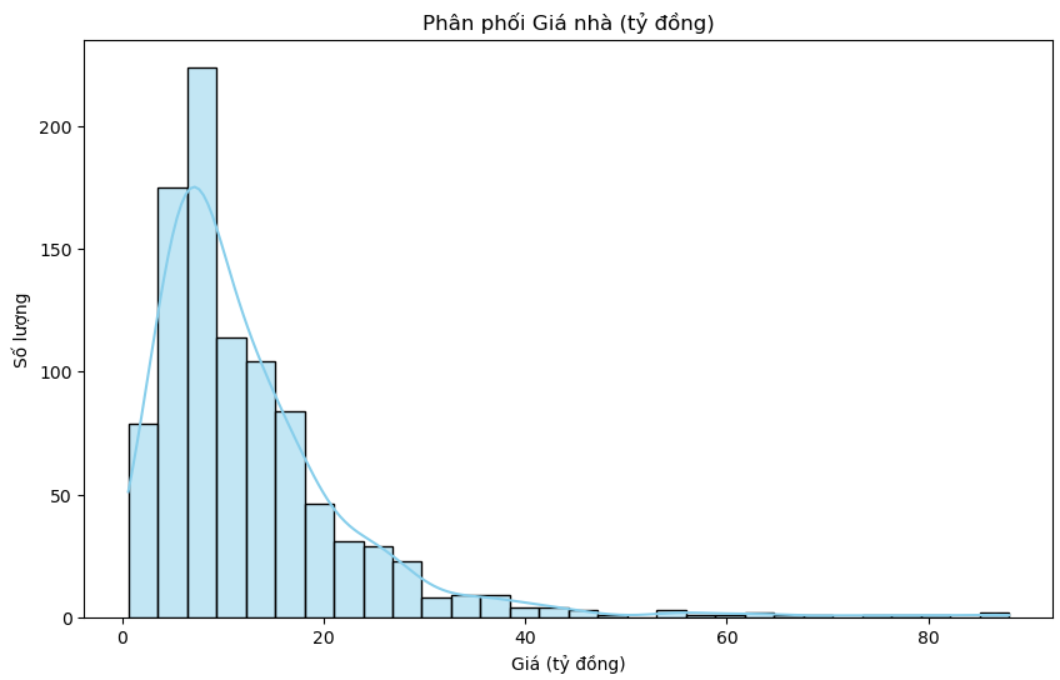 Phân phối Giá nhà (tỷ đồng)
Số lượng
200
150
100
50
0
0 20 40 60 80
Giá (tỷ đồng)